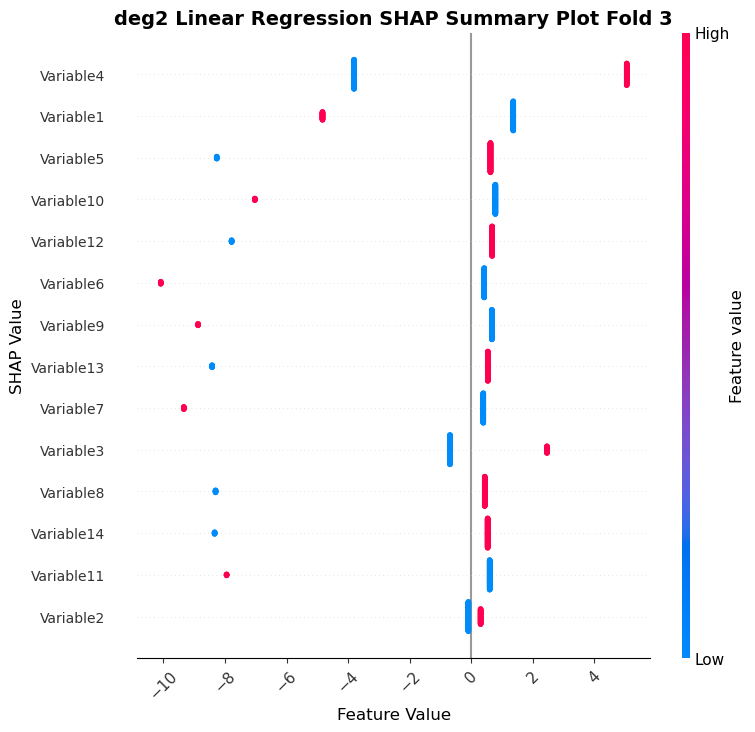 deg2 Linear Regression SHAP Summary Plot Fold 3
High
Variable4
Variable1
Variable5
Variable10
Variable12
Variable6
Variable9
Variable13
Variable7
Variable3
Variable8
Variable14
Variable11
Variable2
SHAP Value
Feature value
Low
−10
−8
−6
−4
−2
0
2
4
Feature Value